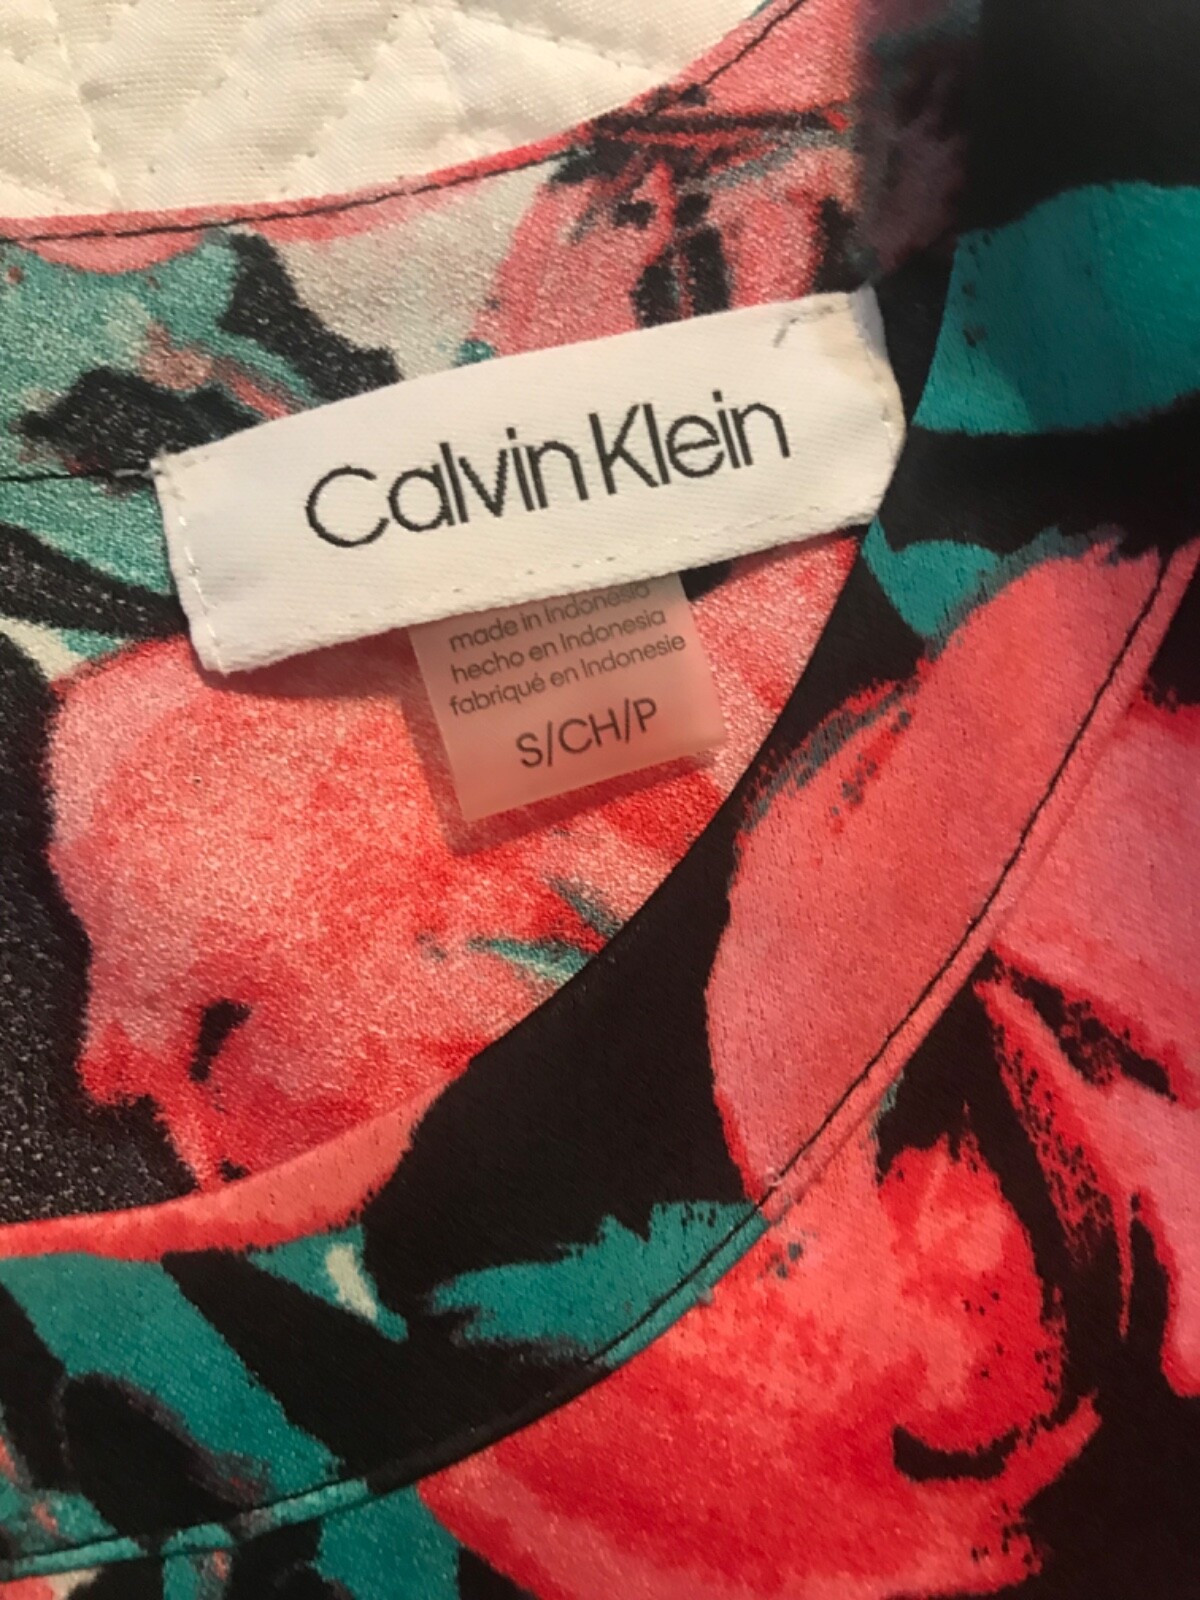 Calvin Klein
made in Indonesia
hecho en Indonesia
fabriqué en Indonesie
S/CH/P